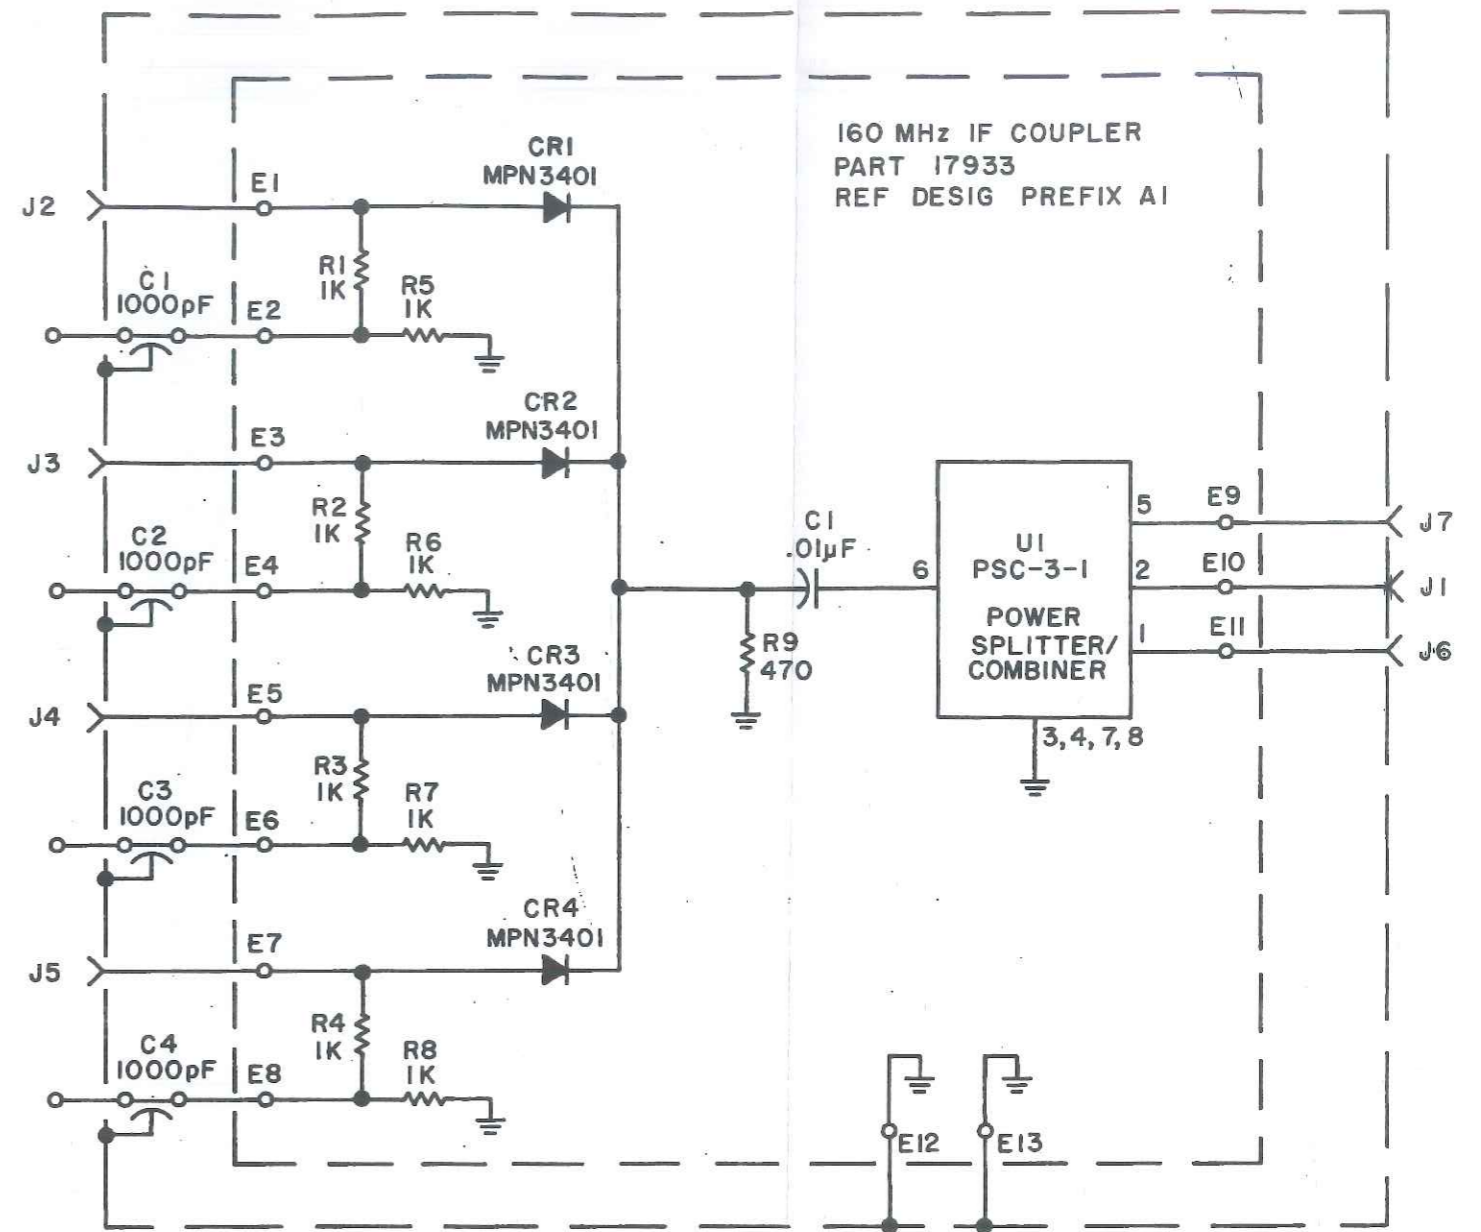 160 MHz IF COUPLER
PART 17933
REF DESIG PREFIX A1
CR1
MPN3401
J2
E1
R1
1K
C1
1000pF
E2
R5
1K
CR2
MPN3401
J3
E3
R2
1K
C2
1000pF
E4
R6
1K
CR3
MPN3401
J4
E5
R3
1K
C3
1000pF
E6
R7
1K
CR4
MPN3401
J5
E7
R4
1K
C4
1000pF
E8
R8
1K
C1
.01µF
R9
470
6
U1
PSC-3-1
POWER
SPLITTER/
COMBINER
5
E9
J7
2
E10
J1
1
E11
J6
3,4,7,8
E12
E13